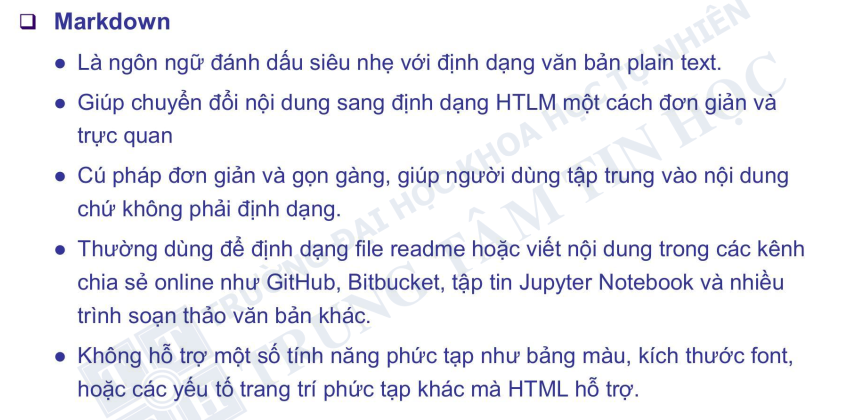 ❑ Markdown
● Là ngôn ngữ đánh dấu siêu nhẹ với định dạng văn bản plain text.
● Giúp chuyển đổi nội dung sang định dạng HTLM một cách đơn giản và
trực quan
● Cú pháp đơn giản và gọn gàng, giúp người dùng tập trung vào nội dung
chứ không phải định dạng.
● Thường dùng để định dạng file readme hoặc viết nội dung trong các kênh
chia sẻ online như GitHub, Bitbucket, tập tin Jupyter Notebook và nhiều
trình soạn thảo văn bản khác.
● Không hỗ trợ một số tính năng phức tạp như bảng màu, kích thước font,
hoặc các yếu tố trang trí phức tạp khác mà HTML hỗ trợ.
TRƯỜNG ĐẠI HỌC KHOA HỌC TỰ NHIÊN
TRUNG TÂM TIN HỌC